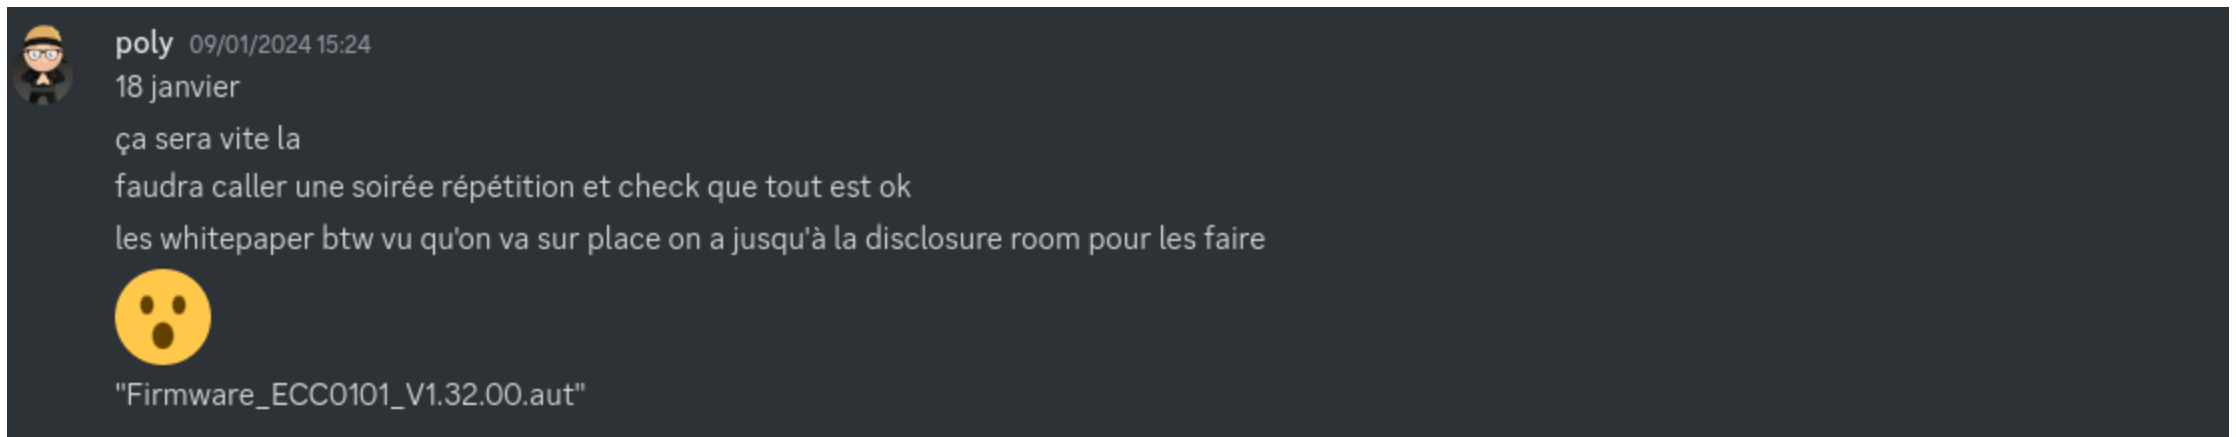 poly 09/01/2024 15:24
18 janvier
ça sera vite la
faudra caller une soirée répétition et check que tout est ok
les whitepaper btw vu qu'on va sur place on a jusqu'à la disclosure room pour les faire
"Firmware_ECC0101_V1.32.00.aut"